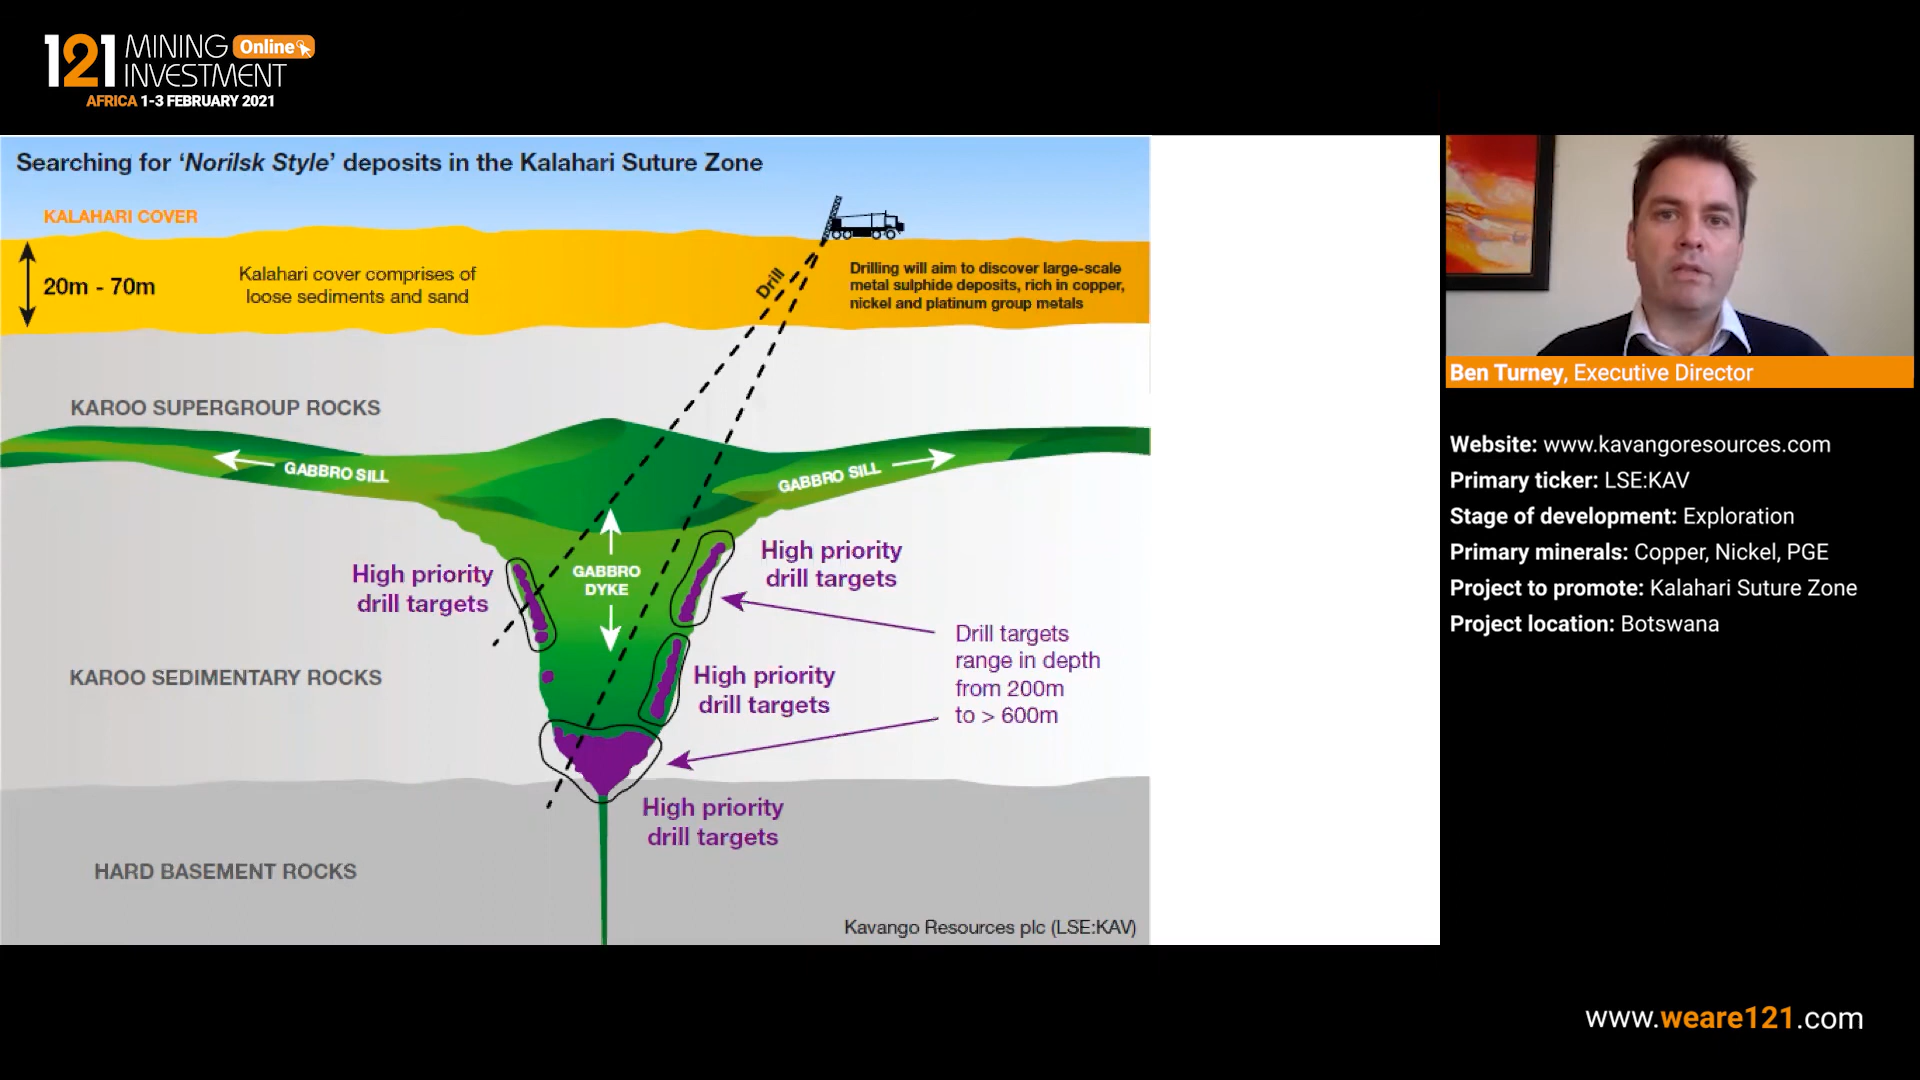 121 MINING Online
INVESTMENT
AFRICA 1-3 FEBRUARY 2021
Searching for ‘Norilsk Style’ deposits in the Kalahari Suture Zone
KALAHARI COVER
20m - 70m
Kalahari cover comprises of
loose sediments and sand
Drill
Drilling will aim to discover large-scale
metal sulphide deposits, rich in copper,
nickel and platinum group metals
KAROO SUPERGROUP ROCKS
GABBRO SILL
GABBRO SILL
High priority
drill targets
GABBRO
DYKE
High priority
drill targets
Drill targets
range in depth
from 200m
to > 600m
KAROO SEDIMENTARY ROCKS
High priority
drill targets
High priority
drill targets
HARD BASEMENT ROCKS
Kavango Resources plc (LSE:KAV)
Ben Turney, Executive Director
Website: www.kavangoresources.com
Primary ticker: LSE:KAV
Stage of development: Exploration
Primary minerals: Copper, Nickel, PGE
Project to promote: Kalahari Suture Zone
Project location: Botswana
www.weare121.com